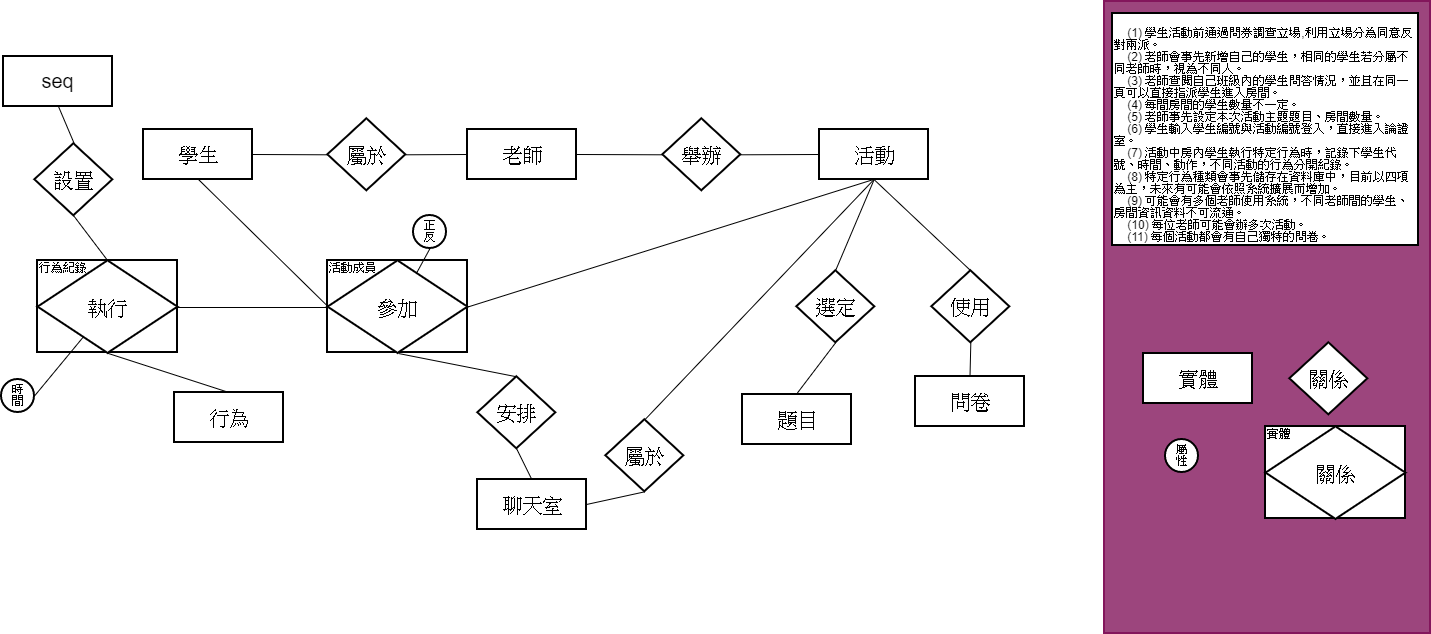 seq
設置
學生
屬於
老師
舉辦
活動
正
反
行為紀錄
執行
活動成員
參加
選定
使用
時
間
行為
安排
題目
問卷
屬於
聊天室
(1) 學生活動前通過問券調查立場,利用立場分為同意反
對兩派。
(2) 老師會事先新增自己的學生，相同的學生若分屬不
同老師時，視為不同人。
(3) 老師查閱自己班級內的學生問答情況，並且在同一
頁可以直接指派學生進入房間。
(4) 每間房間的學生數量不一定。
(5) 老師事先設定本次活動主題題目、房間數量。
(6) 學生輸入學生編號與活動編號登入，直接進入論證
室。
(7) 活動中房內學生執行特定行為時，記錄下學生代
號、時間、動作，不同活動的行為分開紀錄。
(8) 特定行為種類會事先儲存在資料庫中，目前以四項
為主，未來有可能會依照系統擴展而增加。
(9) 可能會有多個老師使用系統，不同老師間的學生、
房間資訊資料不可流通。
(10) 每位老師可能會辦多次活動。
(11) 每個活動都會有自己獨特的問卷。
實體
關係
屬
性
實體
關係